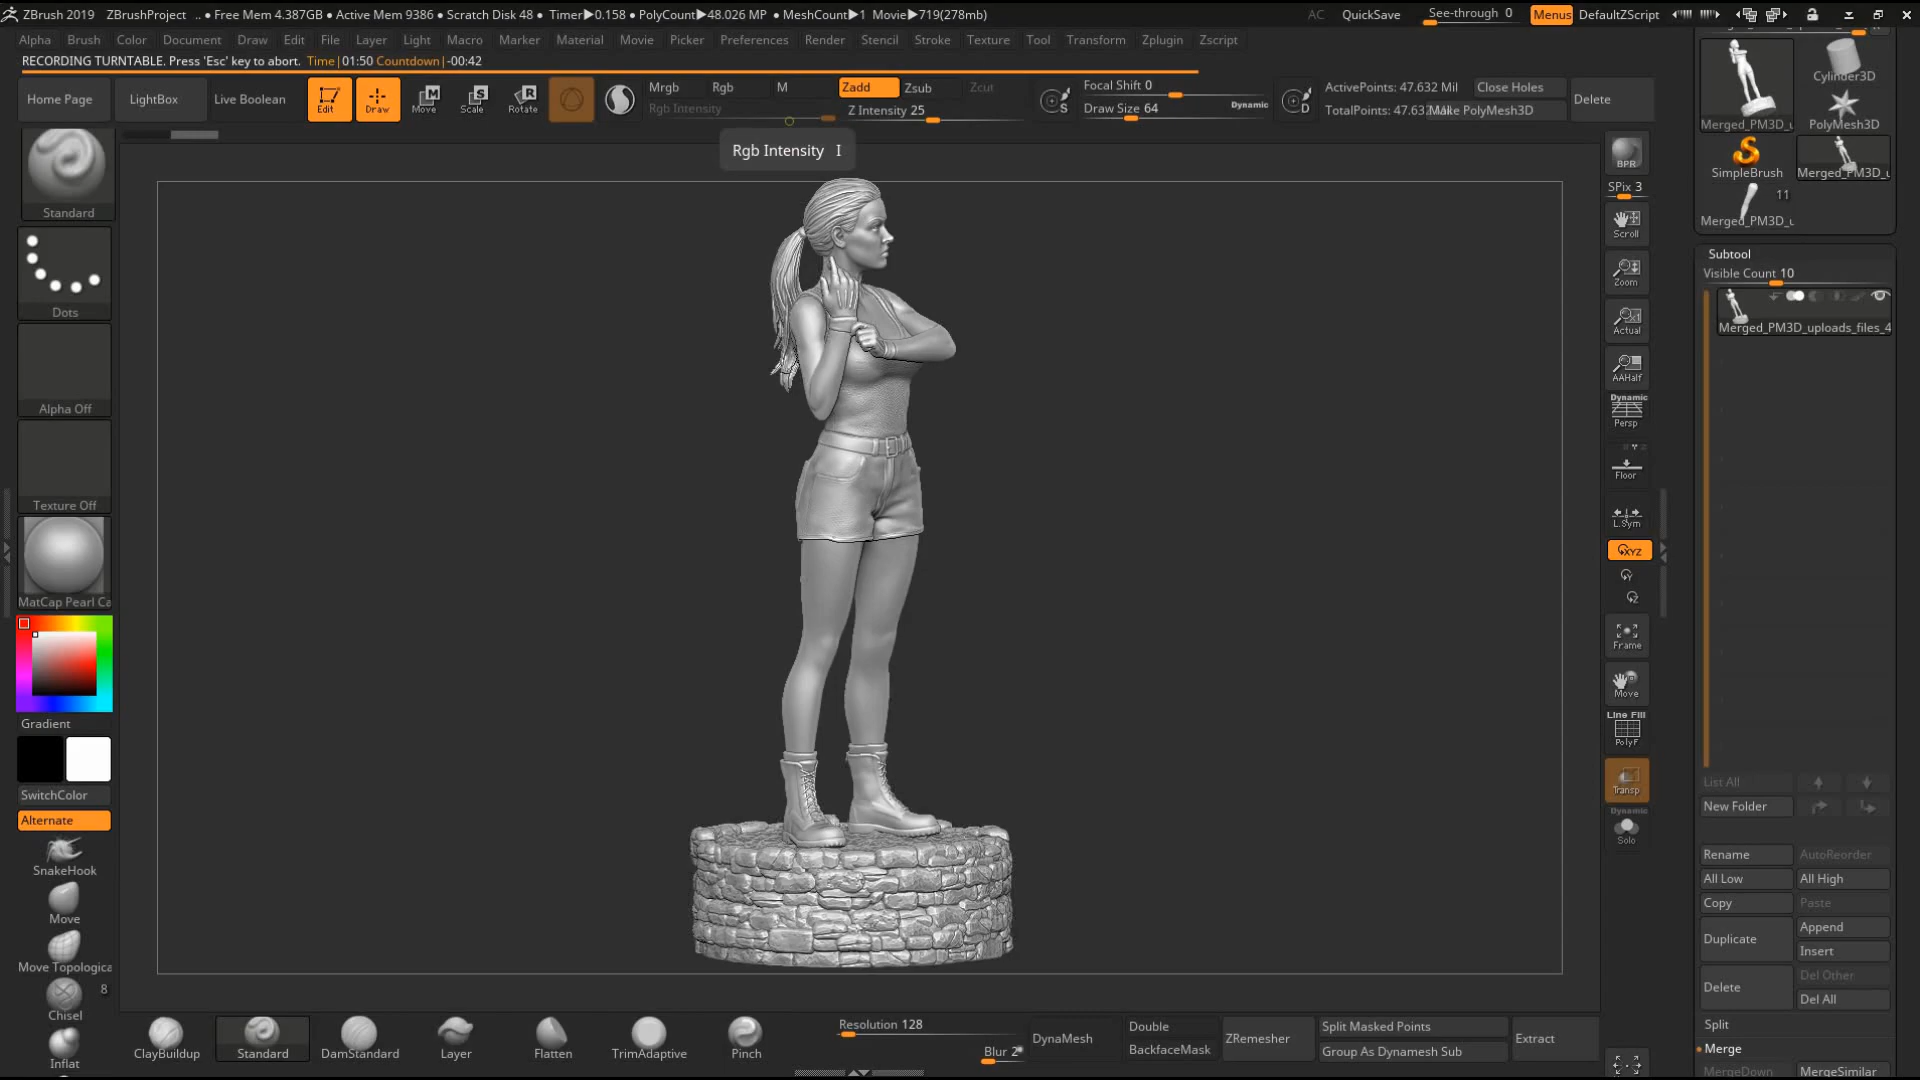 ZBrush 2019 ZBrushProject .. • Free Mem 4.387GB • Active Mem 9386 • Scratch Disk 48 • Timer▶0.158 • PolyCount▶48.026 MP • MeshCount▶1 Movie▶719(278mb) AC QuickSave See-through 0 Menus DefaultZScript
Alpha Brush Color Document Draw Edit File Layer Light Macro Marker Material Movie Picker Preferences Render Stencil Stroke Texture Tool Transform Zplugin Zscript
RECORDING TURNTABLE. Press 'Esc' key to abort. Time|01:50 Countdown|-00:42
Home Page LightBox Live Boolean Edit Draw Move Scale Rotate
M S R
Mrgb Rgb M Zadd Zsub Zcut
Rgb Intensity Z Intensity 25
S Focal Shift 0
Draw Size 64 Dynamic
D ActivePoints: 47.632 Mil Close Holes Delete
TotalPoints: 47.63 Make PolyMesh3D
Rgb Intensity I
Standard
Dots
Alpha Off
Texture Off
MatCap Pearl Ca
Gradient
SwitchColor
Alternate
SnakeHook
Move
Move Topologica
8
Chisel
Inflat
ClayBuildup Standard DamStandard Layer Flatten TrimAdaptive Pinch
Resolution 128
Blur 2
DynaMesh
Double
BackfaceMask
ZRemesher
Split Masked Points
Group As Dynamesh Sub
Extract
BPR
SPix 3
Scroll
Zoom
Actual
AAHalf
Dynamic
Persp
Floor
L.Sym
XYZ
Y
Z
Frame
Move
Line Fill
PolyF
Transp
Dynamic
Solo
Merged_PM3D_u
Cylinder3D
PolyMesh3D
SimpleBrush
Merged_PM3D_u
11
Merged_PM3D_u
Subtool
Visible Count 10
Merged_PM3D_uploads_files_4
List All
New Folder
Rename AutoReorder
All Low All High
Copy Paste
Duplicate Append
Insert
Delete Del Other
Del All
Split
Merge
MergeDown MergeSimilar